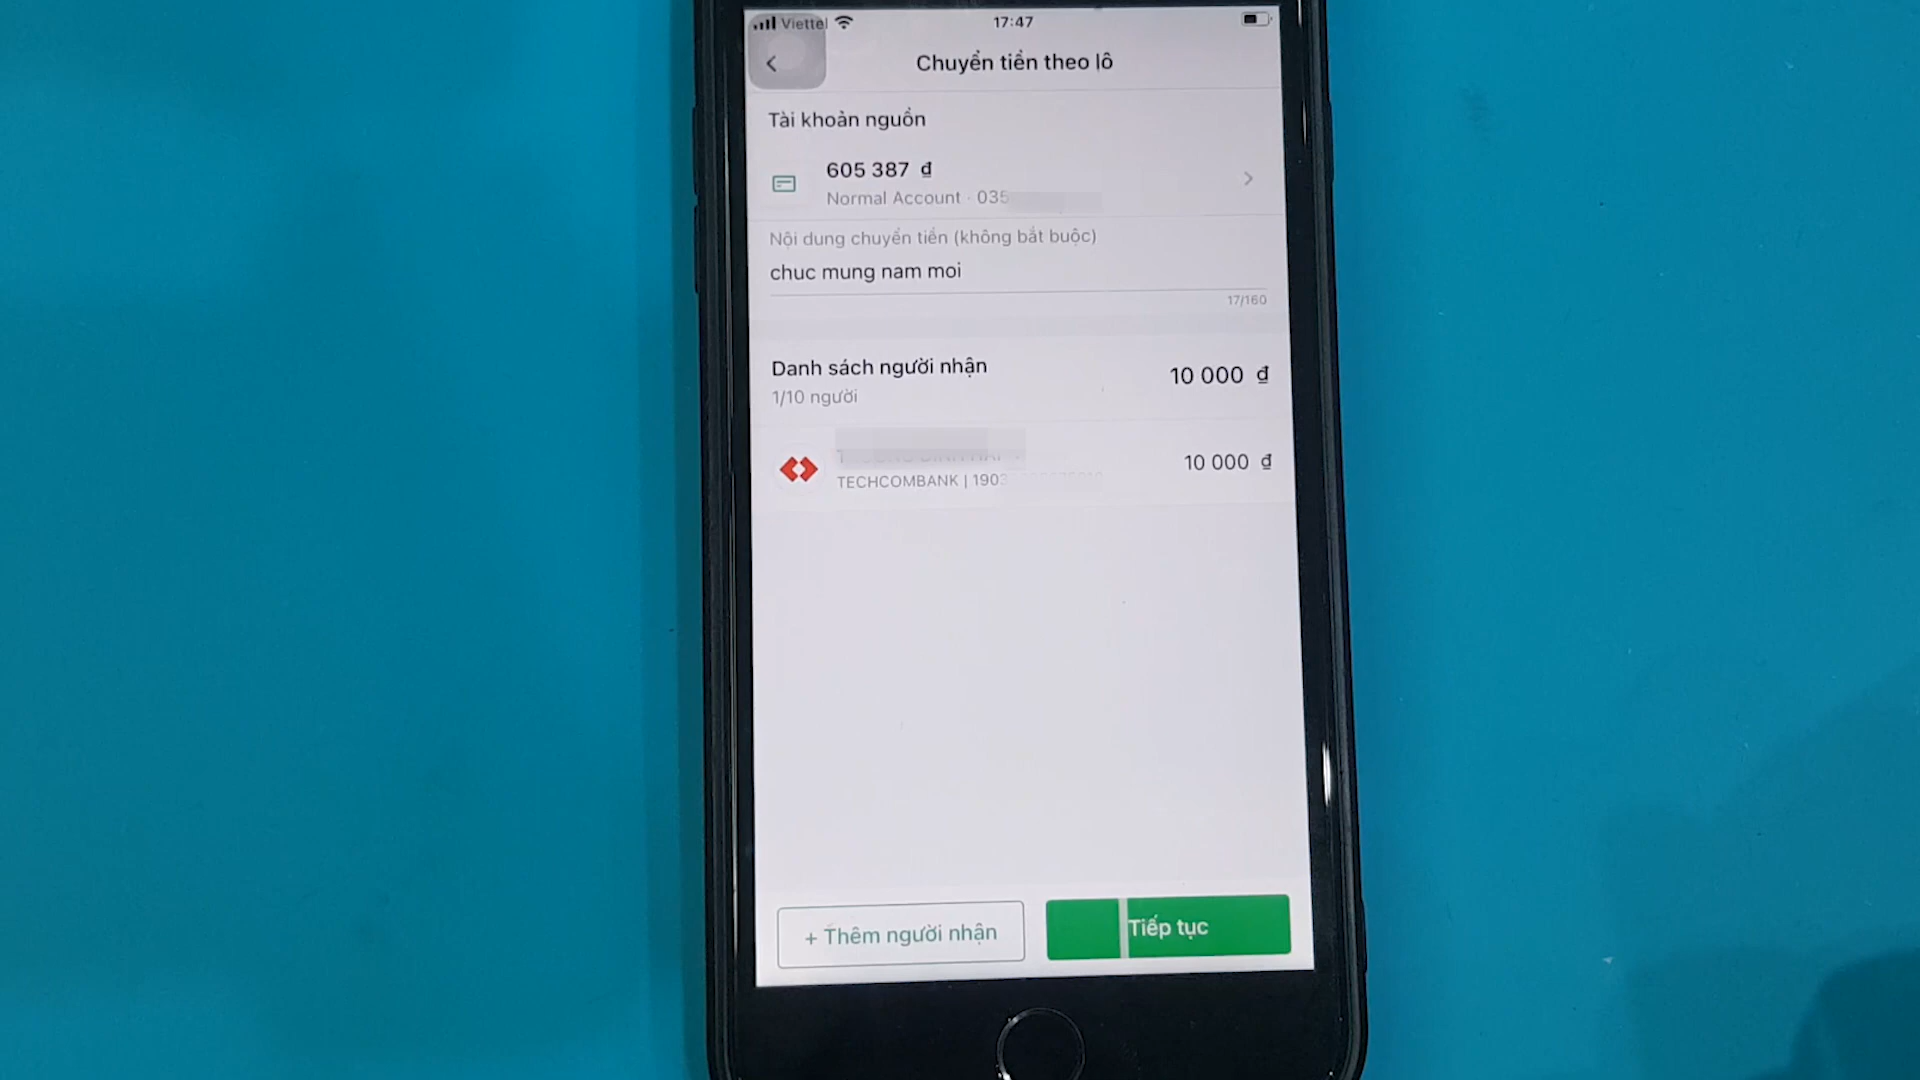 Viettel 17:47
Chuyển tiền theo lô
Tài khoản nguồn
605 387 đ
Normal Account · 035
Nội dung chuyển tiền (không bắt buộc)
chuc mung nam moi
17/160
Danh sách người nhận
10 000 đ
1/10 người
10 000 đ
TECHCOMBANK | 1903
+ Thêm người nhận
Tiếp tục